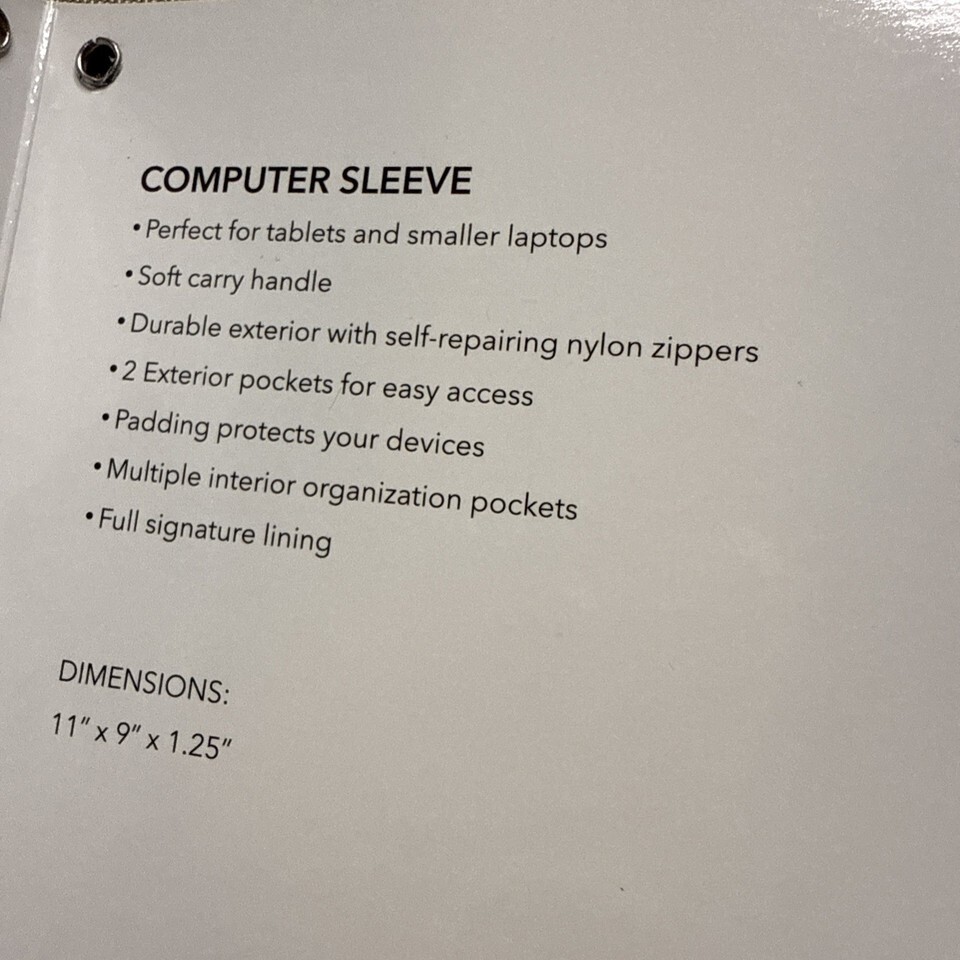 COMPUTER SLEEVE
• Perfect for tablets and smaller laptops
• Soft carry handle
• Durable exterior with self-repairing nylon zippers
• 2 Exterior pockets for easy access
• Padding protects your devices
• Multiple interior organization pockets
• Full signature lining
DIMENSIONS:
11" x 9" x 1.25"